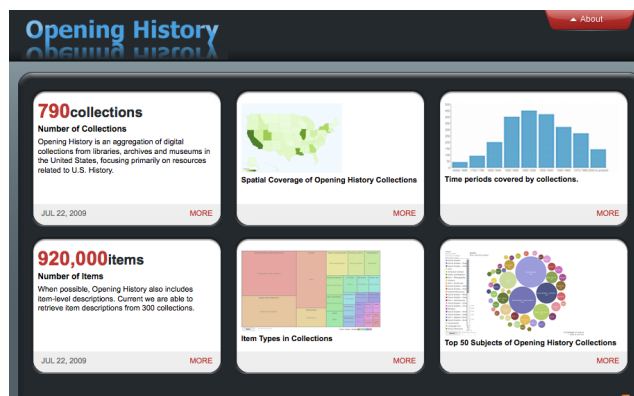 Opening History
About
790collections
Number of Collections
Opening History is an aggregation of digital
collections from libraries, archives and museums in
the United States, focusing primarily on resources
related to U.S. History.
JUL 22, 2009 MORE
Spatial Coverage of Opening History Collections
MORE
Time periods covered by collections.
MORE
920,000items
Number of Items
When possible, Opening History also includes
item-level descriptions. Current we are able to
retrieve item descriptions from 300 collections.
JUL 22, 2009 MORE
Item Types in Collections
MORE
Top 50 Subjects of Opening History Collections
MORE